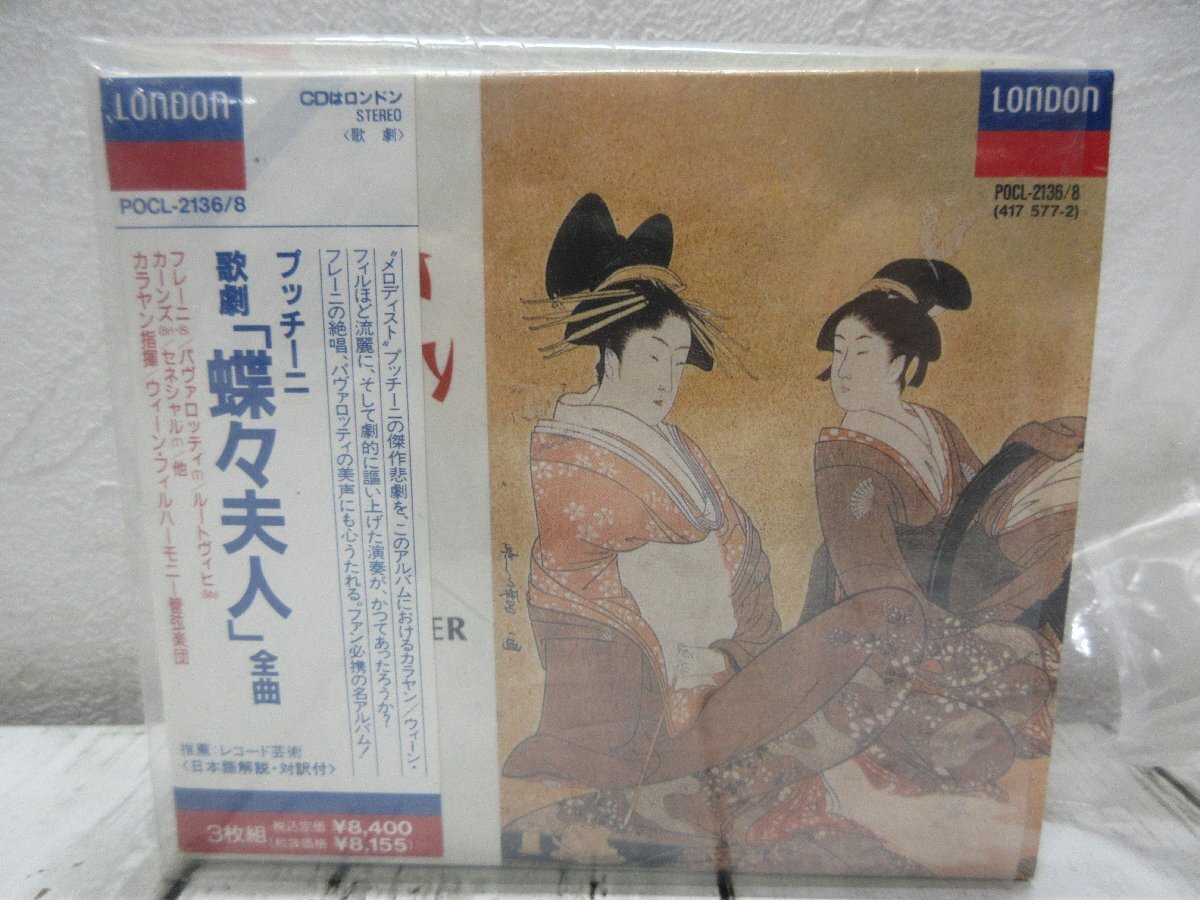 LONDON
CDはロンドン
STEREO
〈歌 劇〉
POCL-2136/8
プッチーニ
歌劇「蝶々夫人」全曲
フレーニ(S)/パヴァロッティ(T)/ルートヴィヒ(Ms)
カーンズ(Br)/セネシャル(T)/他
カラヤン指揮/ウィーン・フィルハーモニー管弦楽団
“メロディスト”プッチーニの傑作悲劇を、このアルバムにおけるカラヤン/ウィーン・
フィルほど流麗に、そして劇的に謳い上げた演奏が、かつてあったろうか?
フレーニの絶唱、パヴァロッティの美声にも心うたれる。ファン必携の名アルバム!
推薦:レコード芸術
〈日本語解説・対訳付〉
3枚組
税込定価 ¥8,400
(税抜価格 ¥8,155)
ER
LONDON
POCL-2136/8
(417 577-2)